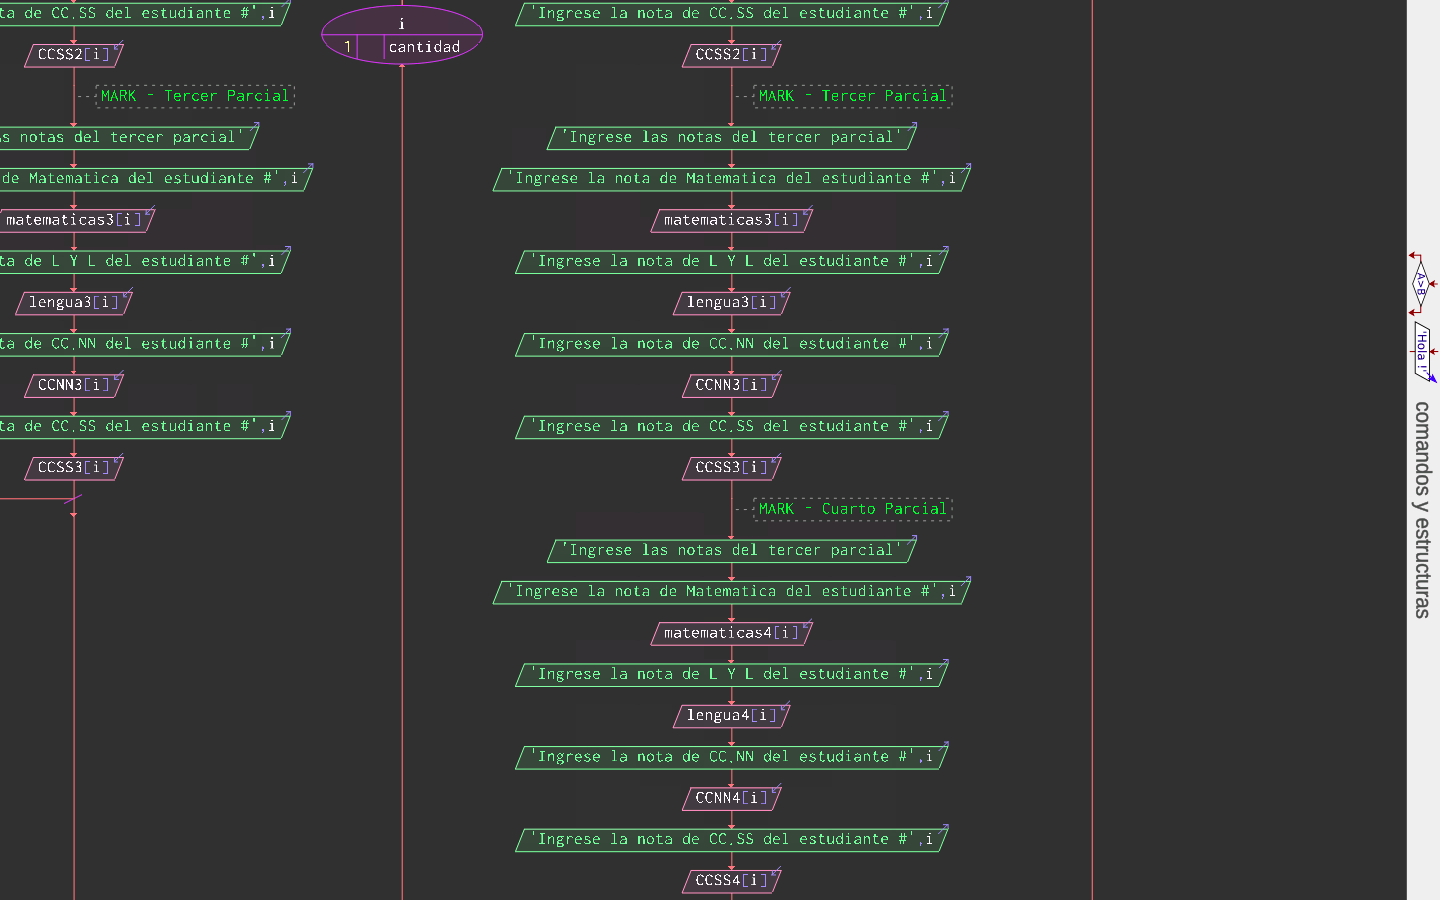 ta de CC.SS del estudiante #',i
CCSS2[i]
MARK - Tercer Parcial
s notas del tercer parcial'
de Matematica del estudiante #',i
matematicas3[i]
ta de L Y L del estudiante #',i
lengua3[i]
ta de CC.NN del estudiante #',i
CCNN3[i]
ta de CC.SS del estudiante #',i
CCSS3[i]
i
1 cantidad
'Ingrese la nota de CC.SS del estudiante #',i
CCSS2[i]
MARK - Tercer Parcial
'Ingrese las notas del tercer parcial'
'Ingrese la nota de Matematica del estudiante #',i
matematicas3[i]
'Ingrese la nota de L Y L del estudiante #',i
lengua3[i]
'Ingrese la nota de CC.NN del estudiante #',i
CCNN3[i]
'Ingrese la nota de CC.SS del estudiante #',i
CCSS3[i]
MARK - Cuarto Parcial
'Ingrese las notas del tercer parcial'
'Ingrese la nota de Matematica del estudiante #',i
matematicas4[i]
'Ingrese la nota de L Y L del estudiante #',i
lengua4[i]
'Ingrese la nota de CC.NN del estudiante #',i
CCNN4[i]
'Ingrese la nota de CC.SS del estudiante #',i
CCSS4[i]
A>B
'Hola !'
comandos y estructuras